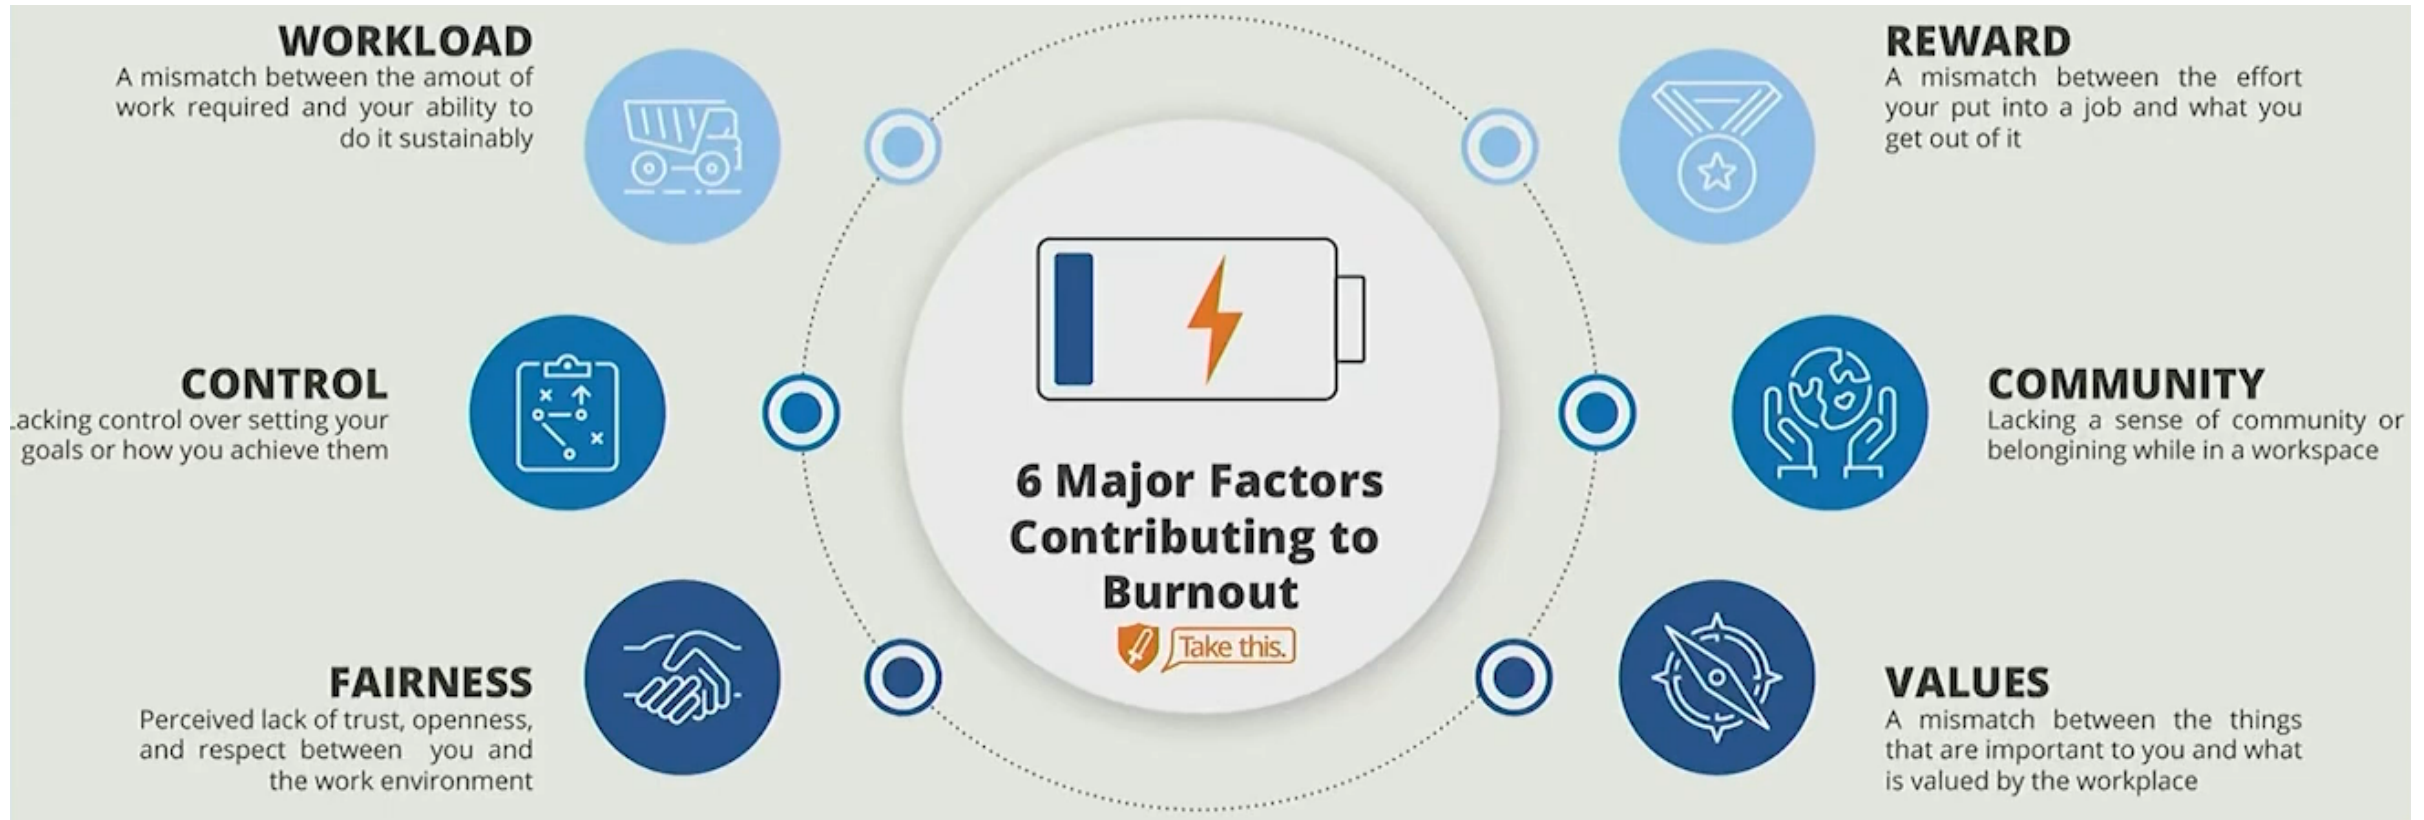 WORKLOAD
A mismatch between the amout of
work required and your ability to
do it sustainably
CONTROL
Lacking control over setting your
goals or how you achieve them
FAIRNESS
Perceived lack of trust, openness,
and respect between you and
the work environment
6 Major Factors
Contributing to
Burnout
Take this.
REWARD
A mismatch between the effort
your put into a job and what you
get out of it
COMMUNITY
Lacking a sense of community or
belongining while in a workspace
VALUES
A mismatch between the things
that are important to you and what
is valued by the workplace